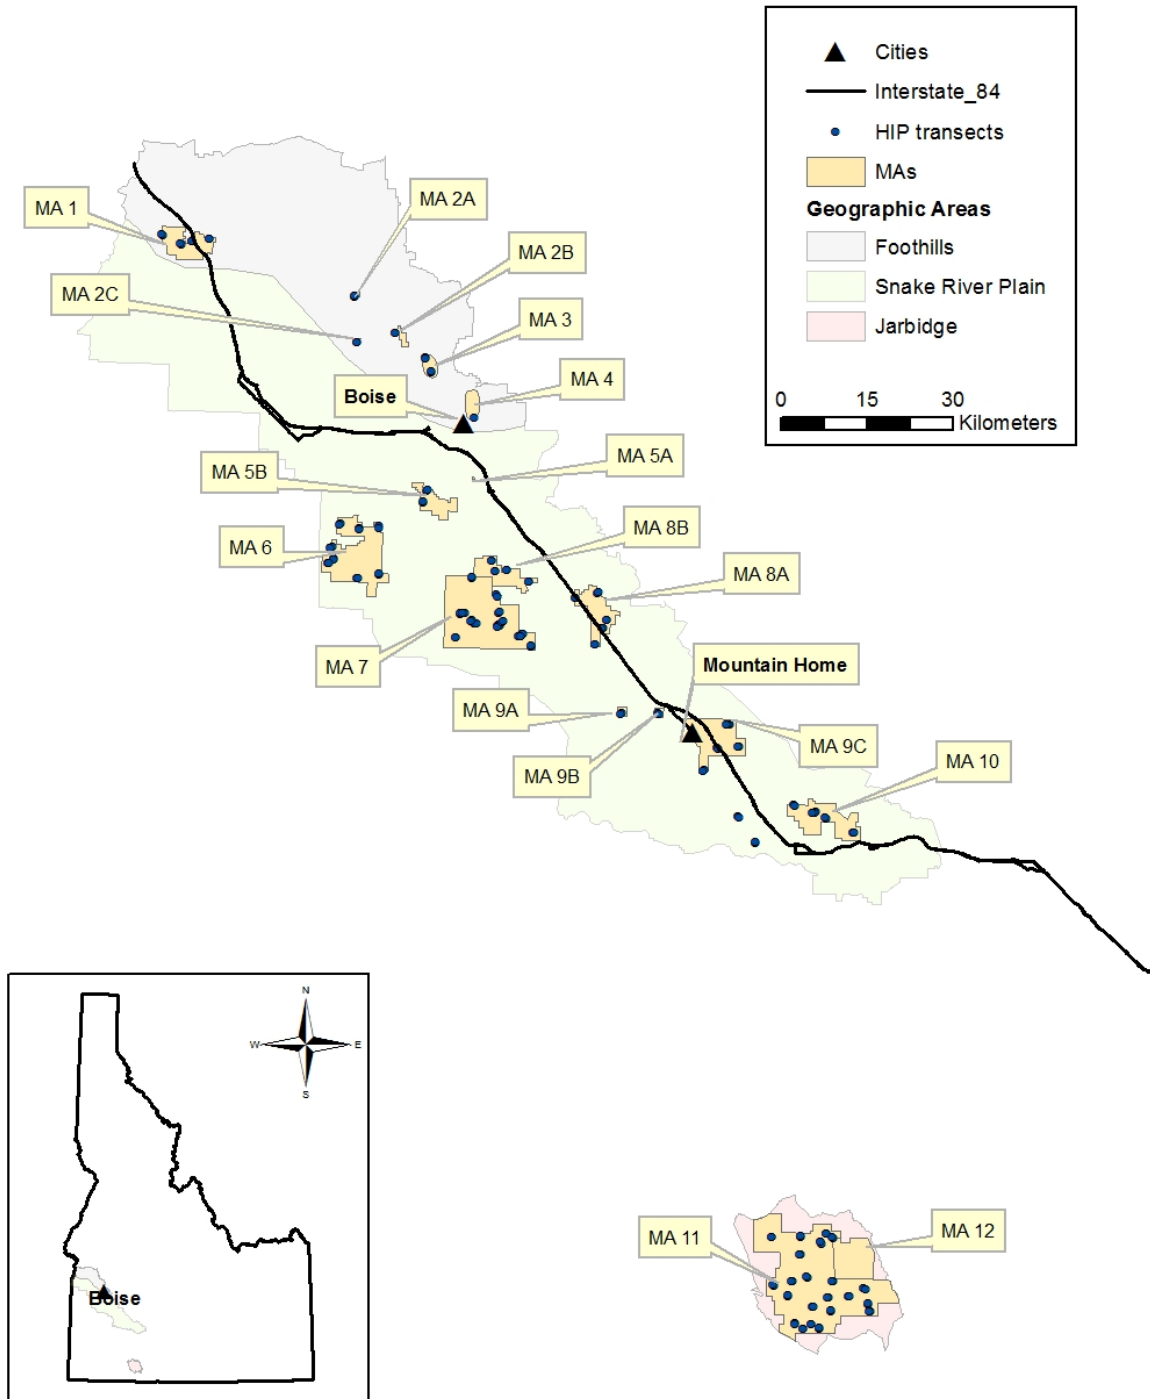 Cities
Interstate_84
HIP transects
MAs
Geographic Areas
Foothills
Snake River Plain
Jarbidge
0 15 30
Kilometers
MA 1
MA 2A
MA 2B
MA 2C
MA 3
MA 4
Boise
MA 5A
MA 5B
MA 8B
MA 6
MA 8A
MA 7
Mountain Home
MA 9A
MA 9C
MA 9B
MA 10
N
W E
S
Boise
MA 11
MA 12